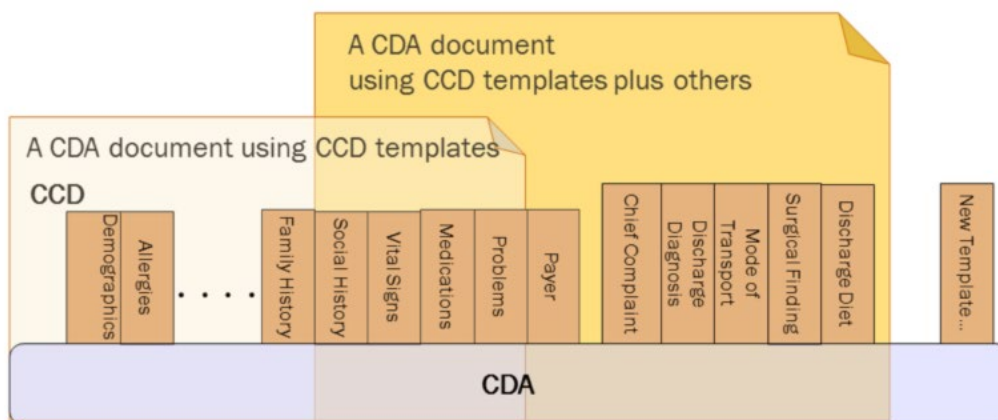 A CDA document
using CCD templates plus others
A CDA document using CCD templates
CCD
Demographics
Allergies
. . . . .
Family History
Social History
Vital Signs
Medications
Problems
Payer
Chief Complaint
Discharge
Diagnosis
Mode of
Transport
Surgical Finding
Discharge Diet
New Template...
CDA